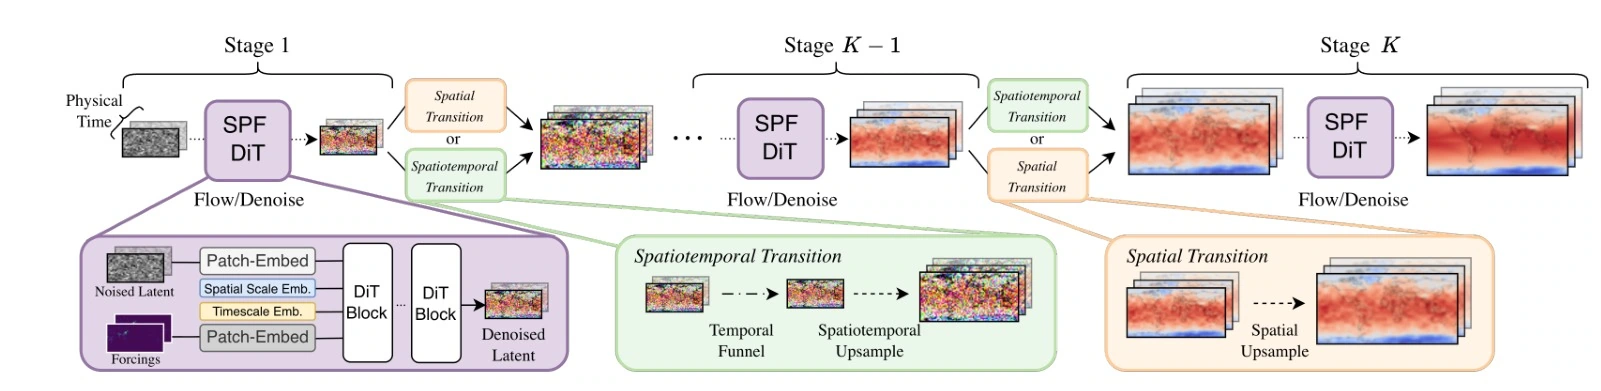 Stage 1
Stage K − 1
Stage K
Physical
Time
SPF
DiT
Flow/Denoise
Spatial
Transition
or
Spatiotemporal
Transition
...
SPF
DiT
Flow/Denoise
Spatiotemporal
Transition
or
Spatial
Transition
SPF
DiT
Flow/Denoise
Noised Latent
Forcings
Patch-Embed
Spatial Scale Emb.
Timescale Emb.
Patch-Embed
DiT
Block
...
DiT
Block
Denoised
Latent
Spatiotemporal Transition
Temporal
Funnel
Spatiotemporal
Upsample
Spatial Transition
Spatial
Upsample